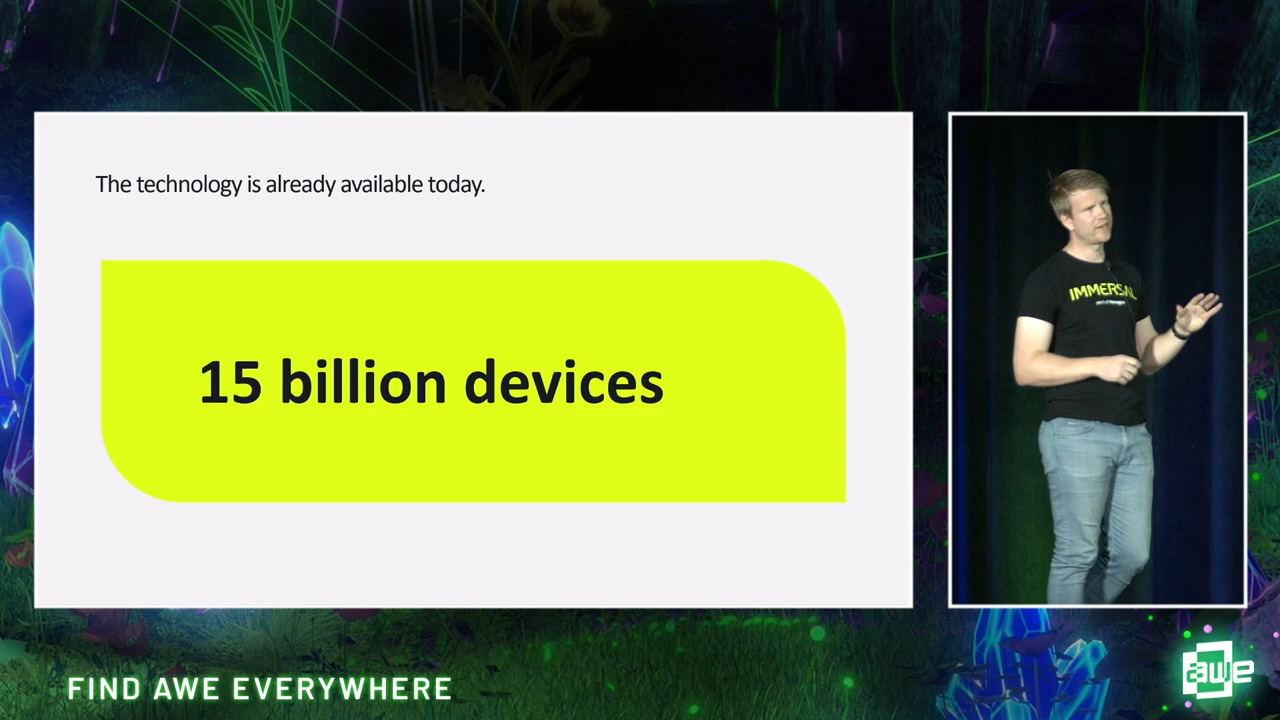 The technology is already available today.
15 billion devices
IMMERSAL
FIND AWE EVERYWHERE
awe